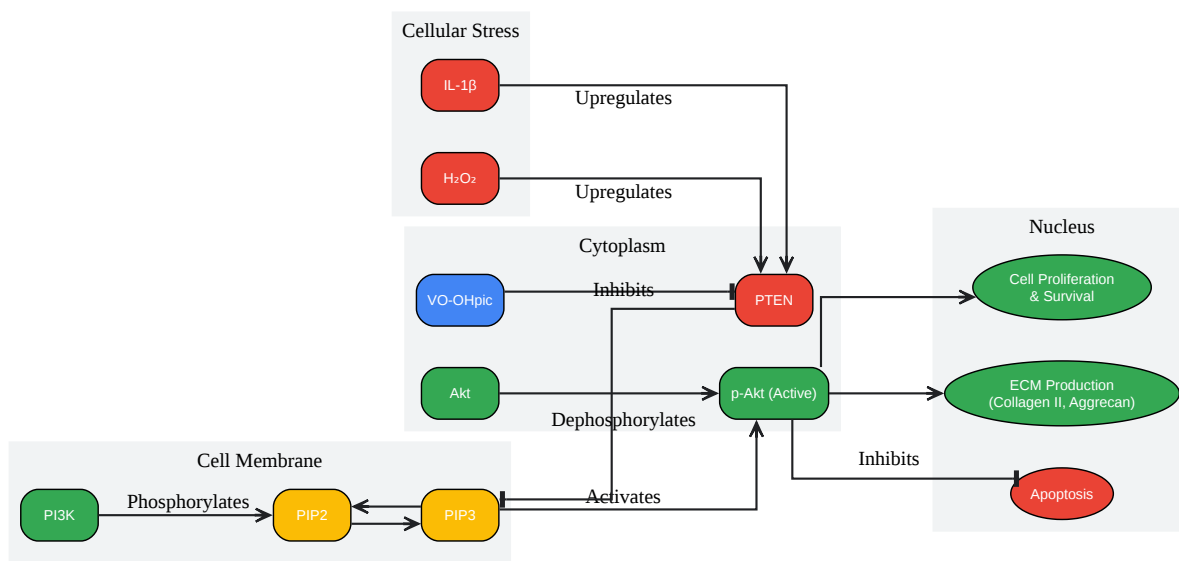 Cellular Stress
IL-1β
Upregulates
H₂O₂
Upregulates
Cytoplasm
VO-OHpic
Inhibits
PTEN
Akt
p-Akt (Active)
Dephosphorylates
Nucleus
Cell Proliferation
& Survival
ECM Production
(Collagen II, Aggrecan)
Inhibits
Apoptosis
Cell Membrane
PI3K
Phosphorylates
PIP2
PIP3
Activates